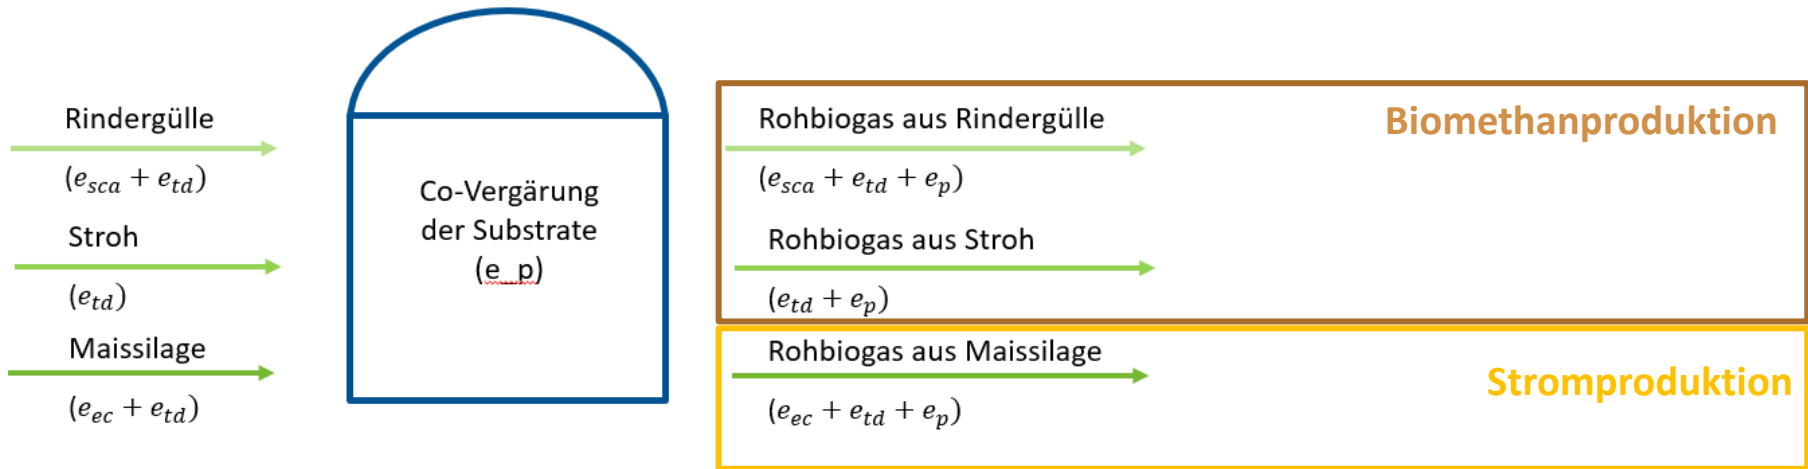 Rindergülle
(e_sca + e_td)
Stroh
(e_td)
Maissilage
(e_ec + e_td)
Co-Vergärung
der Substrate
(e_p)
Rohbiogas aus Rindergülle
(e_sca + e_td + e_p)
Rohbiogas aus Stroh
(e_td + e_p)
Biomethanproduktion
Rohbiogas aus Maissilage
(e_ec + e_td + e_p)
Stromproduktion